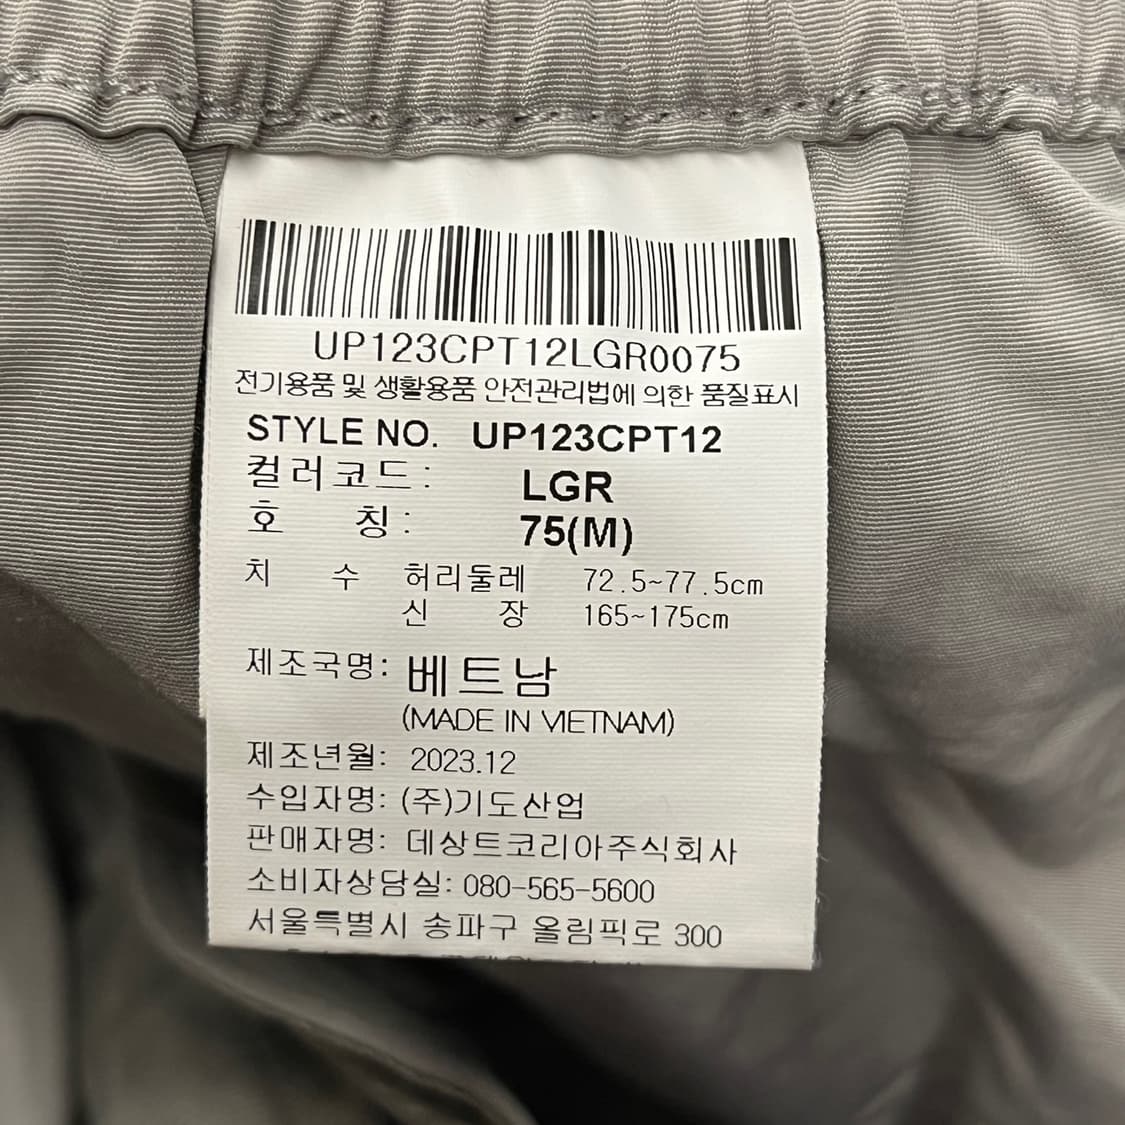 UP123CPT12LGR0075
전기용품 및 생활용품 안전관리법에 의한 품질표시
STYLE NO. UP123CPT12
컬러코드: LGR
호 칭: 75(M)
치 수 허리둘레 72.5~77.5cm
신 장 165~175cm
제조국명: 베트남
(MADE IN VIETNAM)
제조년월: 2023.12
수입자명: (주)기도산업
판매자명: 데상트코리아주식회사
소비자상담실: 080-565-5600
서울특별시 송파구 올림픽로 300